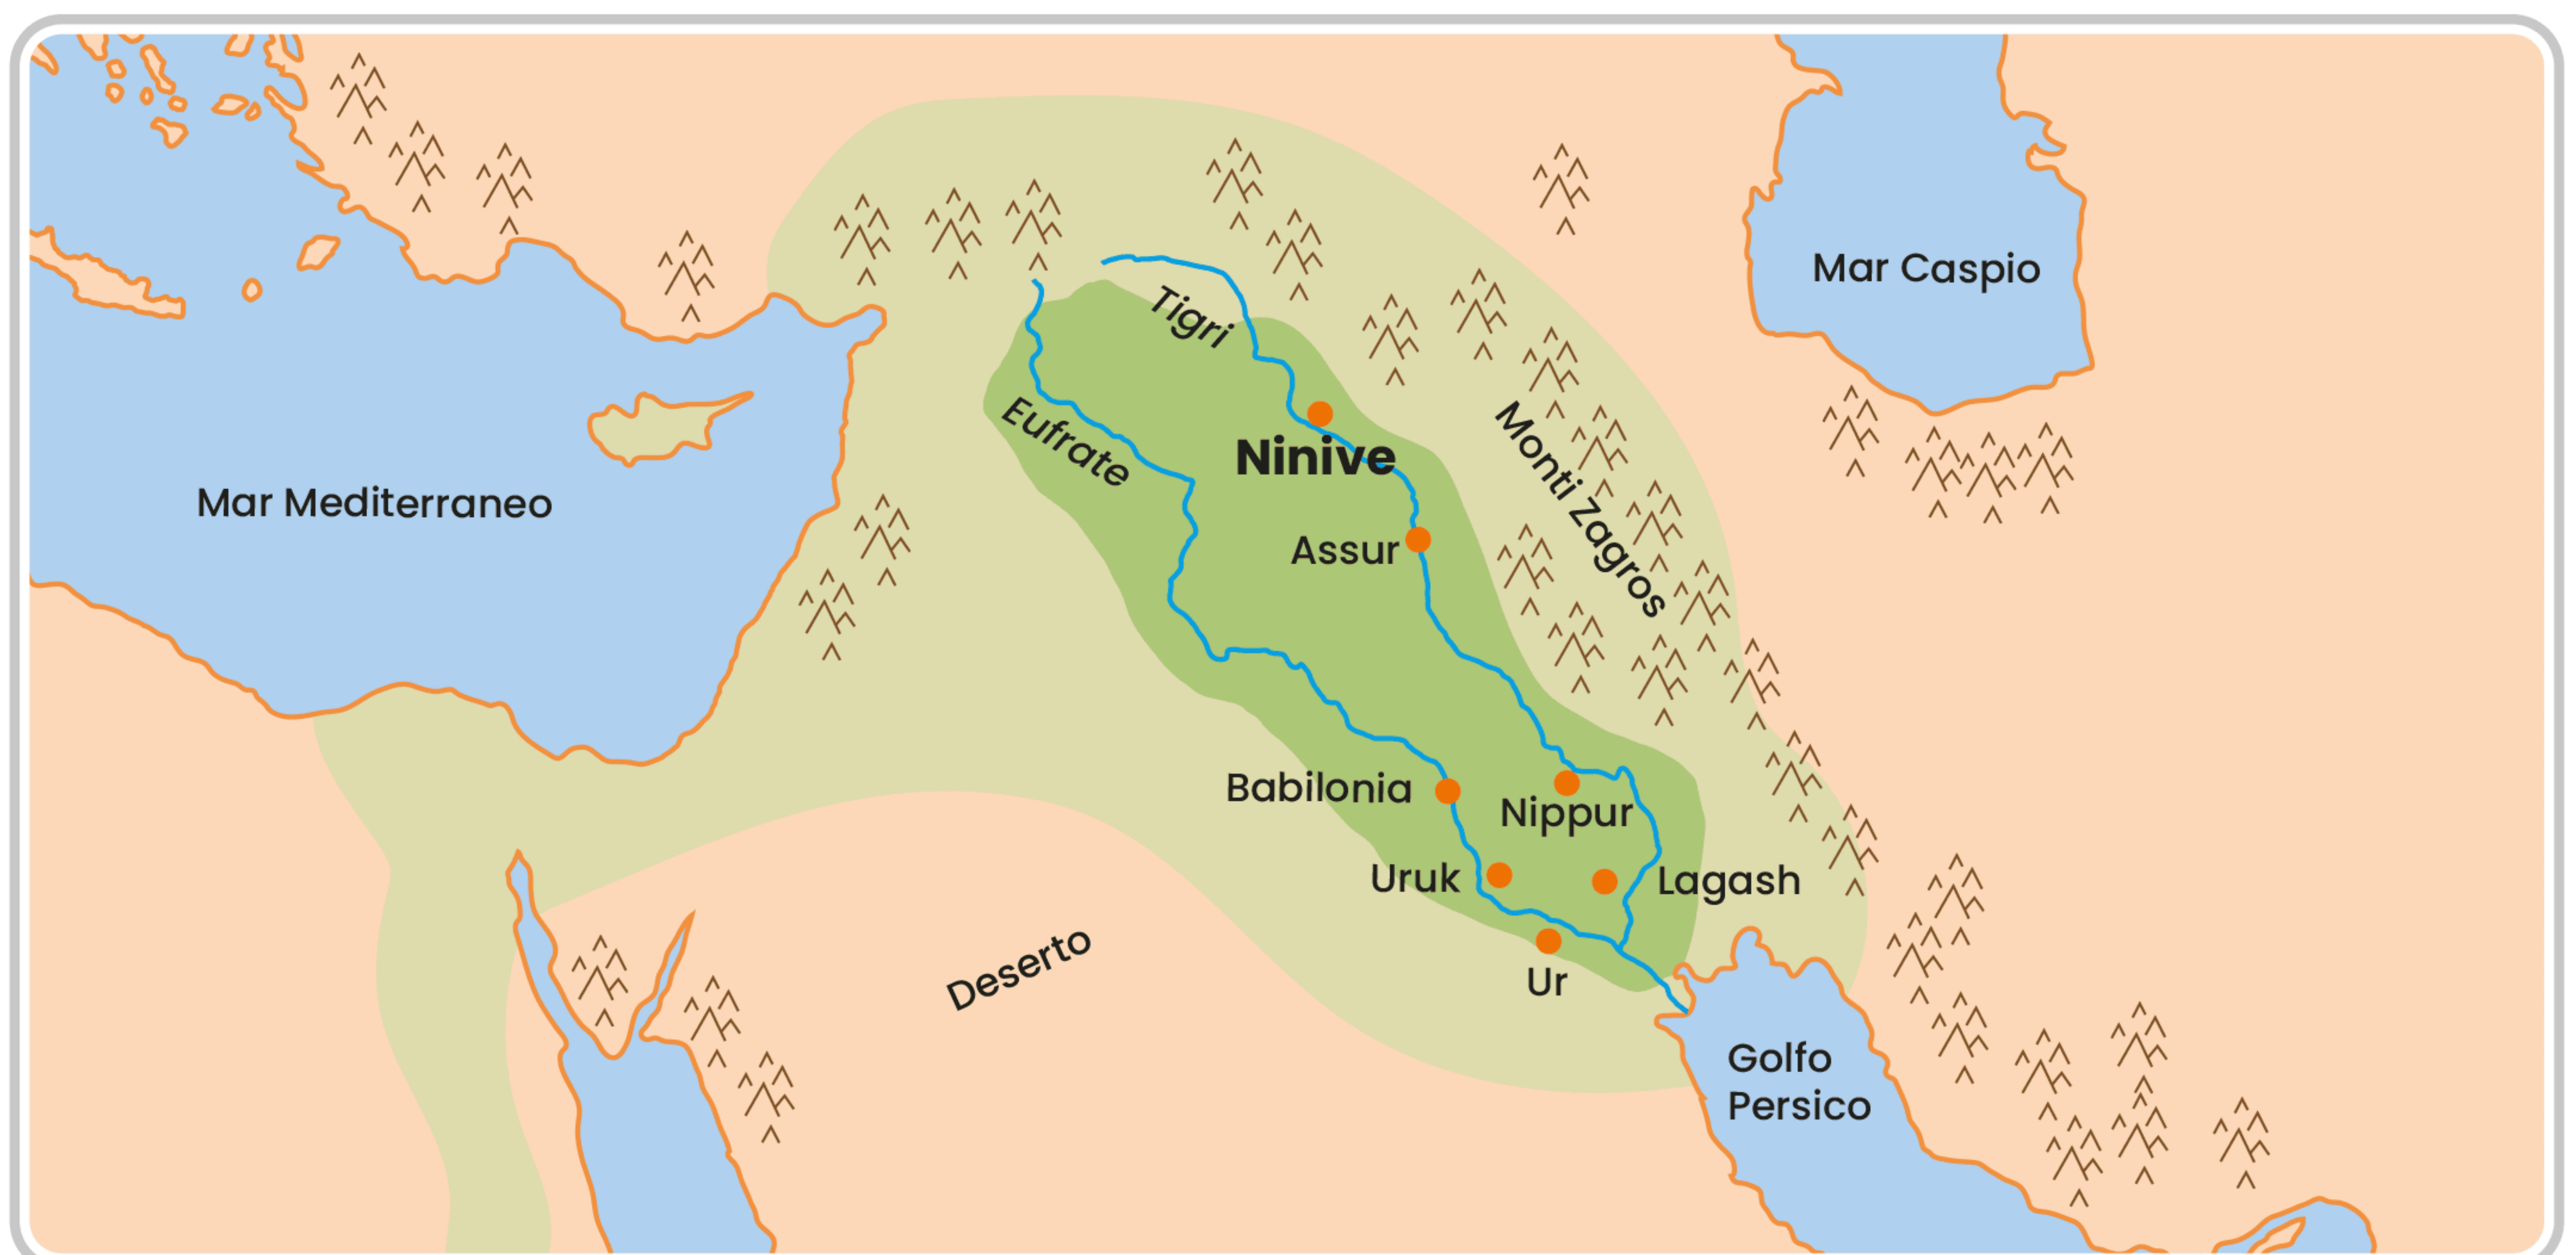 Mar Caspio
Tigri
Eufrate
Ninive
Monti Zagros
Mar Mediterraneo
Assur
Babilonia
Nippur
Uruk
Lagash
Deserto
Ur
Golfo
Persico